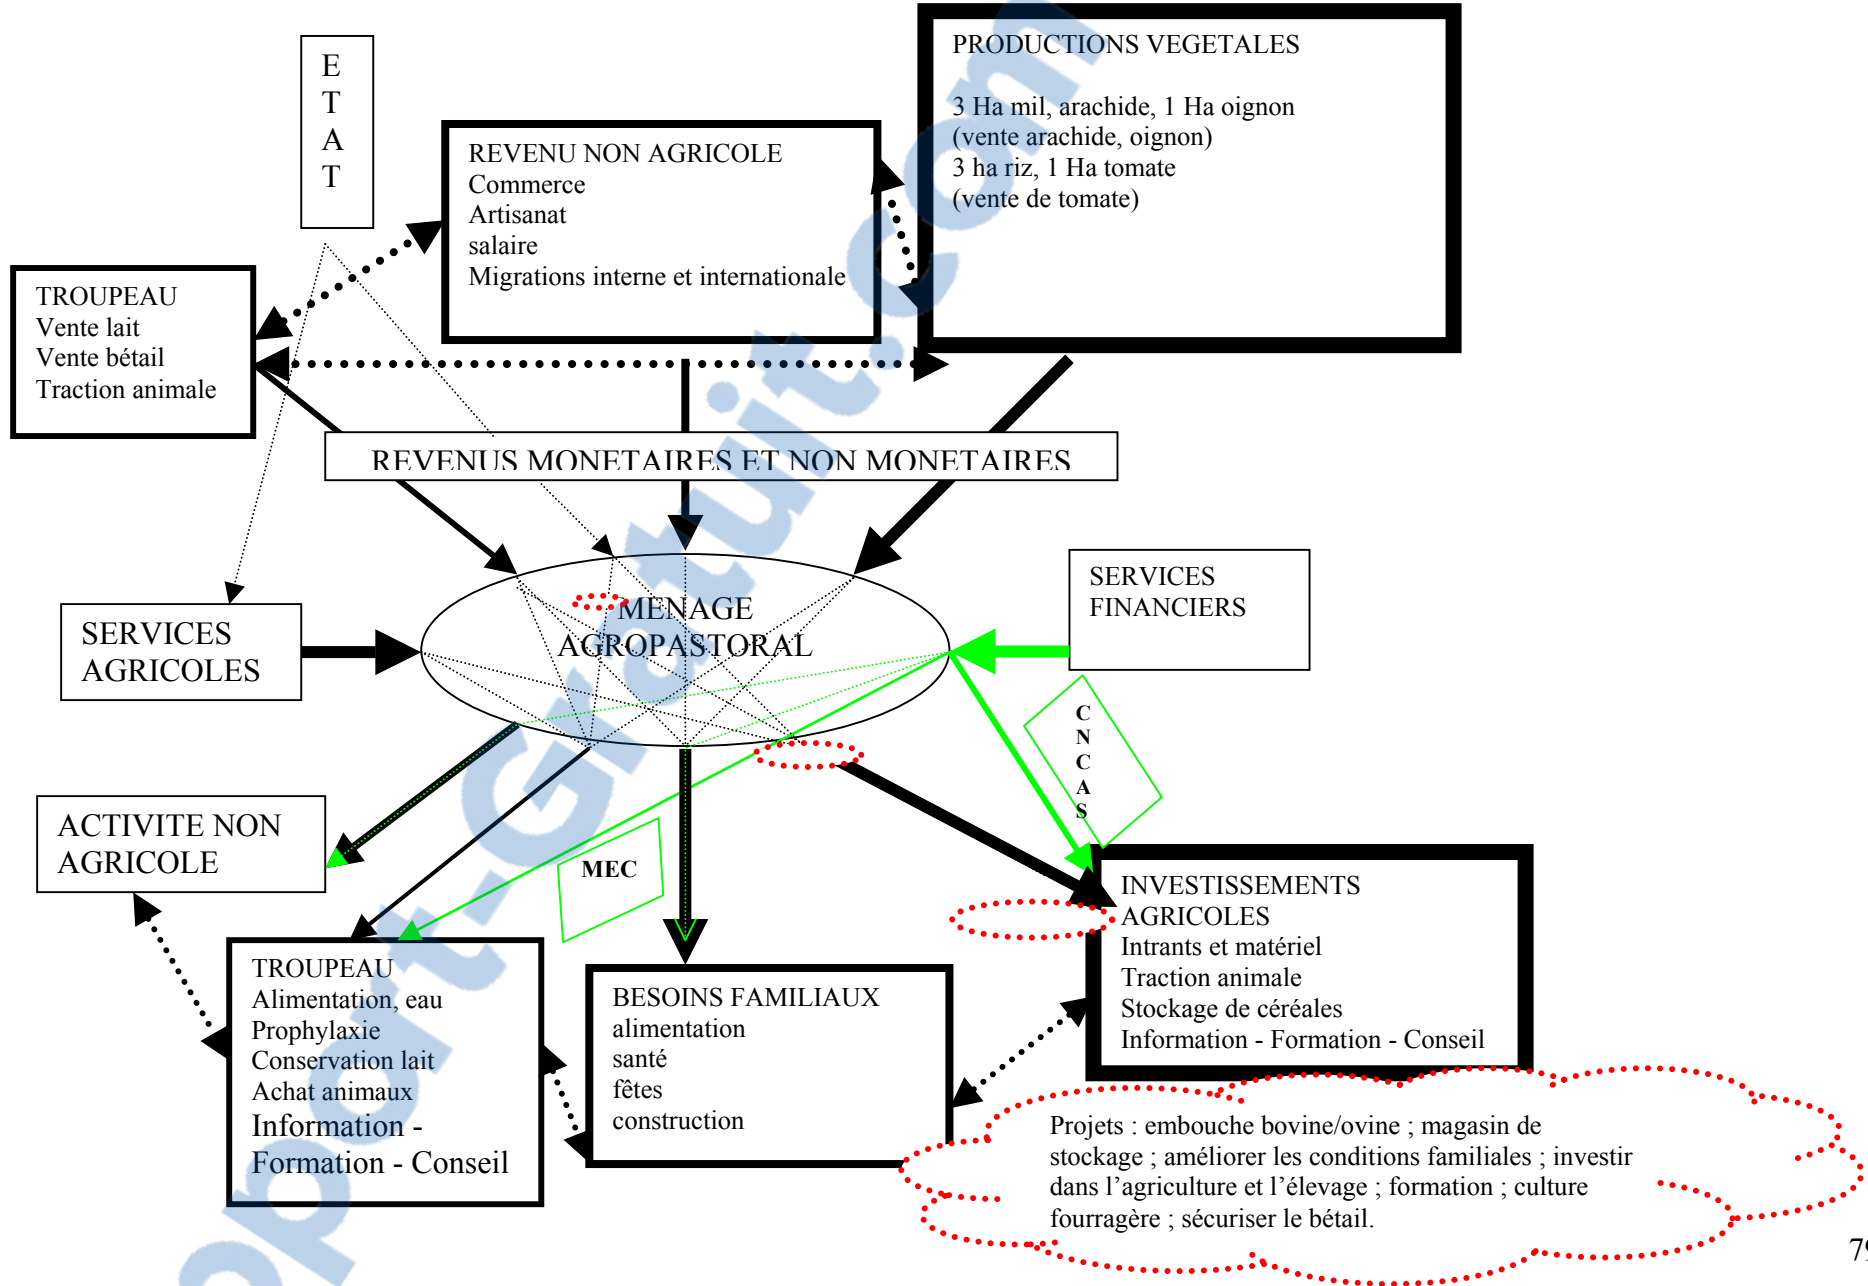 E
T
A
T
PRODUCTIONS VEGETALES
3 Ha mil, arachide, 1 Ha oignon
(vente arachide, oignon)
3 ha riz, 1 Ha tomate
(vente de tomate)
REVENU NON AGRICOLE
Commerce
Artisanat
salaire
Migrations interne et internationale
TROUPEAU
Vente lait
Vente bétail
Traction animale
REVENUS MONETAIRES ET NON MONETAIRES
SERVICES
AGRICOLES
MENAGE
AGROPASTORAL
SERVICES
FINANCIERS
C
N
C
A
S
MEC
ACTIVITE NON
AGRICOLE
TROUPEAU
Alimentation, eau
Prophylaxie
Conservation lait
Achat animaux
Information -
Formation - Conseil
BESOINS FAMILIAUX
alimentation
santé
fêtes
construction
INVESTISSEMENTS
AGRICOLES
Intrants et matériel
Traction animale
Stockage de céréales
Information - Formation - Conseil
Projets : embouche bovine/ovine ; magasin de
stockage ; améliorer les conditions familiales ; investir
dans l’agriculture et l’élevage ; formation ; culture
fourragère ; sécuriser le bétail.
79
pport-Gratuit.com